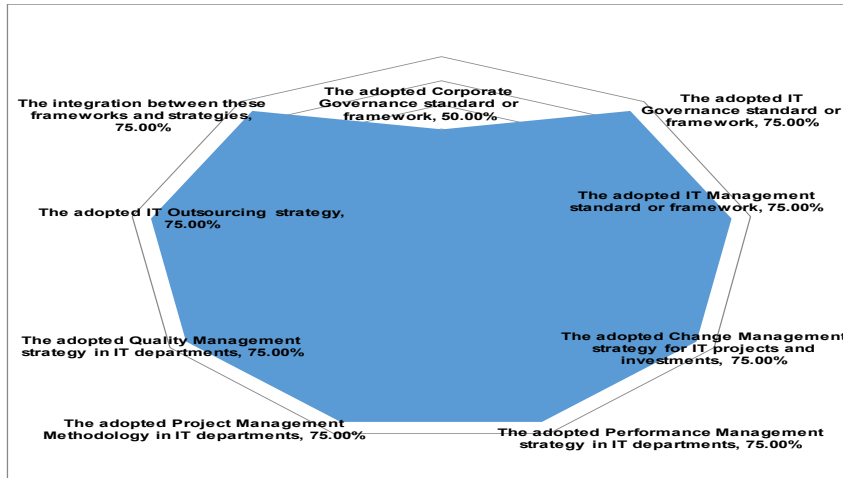 The adopted Corporate
Governance standard or
framework, 50.00%
The adopted IT
Governance standard or
framework, 75.00%
The adopted IT Management
standard or framework, 75.00%
The adopted Change Management
strategy for IT projects and
investments, 75.00%
The adopted Performance Management
strategy in IT departments, 75.00%
The adopted Project Management
Methodology in IT departments, 75.00%
The adopted Quality Management
strategy in IT departments, 75.00%
The adopted IT Outsourcing strategy,
75.00%
The integration between these
frameworks and strategies,
75.00%